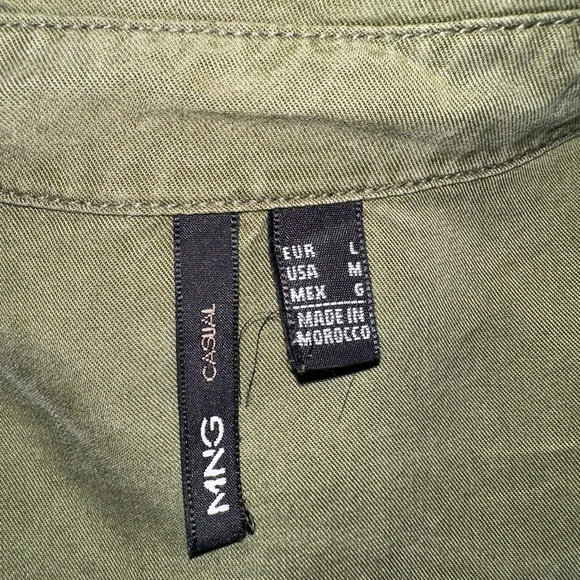 MNG CASUAL
EUR L
USA M
MEX G
MADE IN
MOROCCO